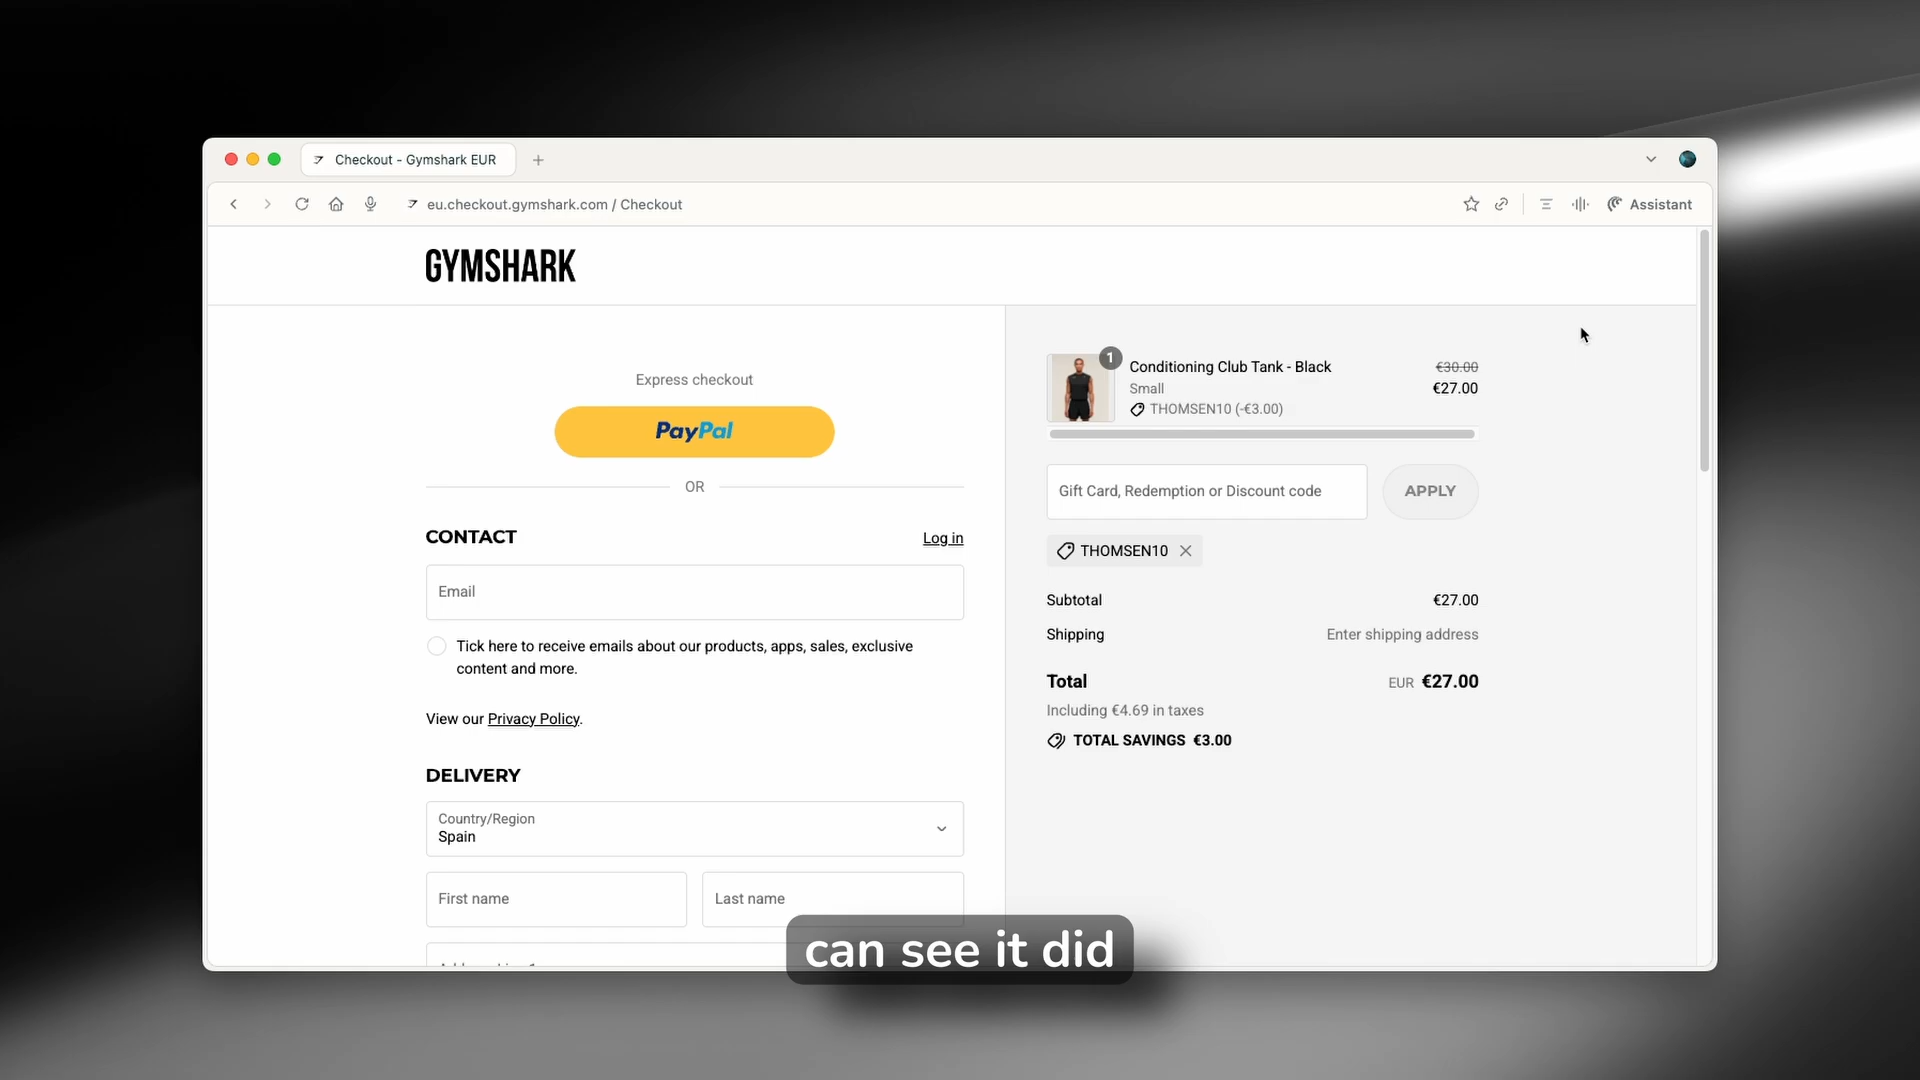 Checkout - Gymshark EUR
eu.checkout.gymshark.com / Checkout
Assistant
GYMSHARK
Express checkout
PayPal
OR
CONTACT
Log in
Email
Tick here to receive emails about our products, apps, sales, exclusive
content and more.
View our Privacy Policy.
DELIVERY
Country/Region
Spain
First name
Last name
1
Conditioning Club Tank - Black
€30.00
Small
€27.00
THOMSEN10 (-€3.00)
Gift Card, Redemption or Discount code
APPLY
THOMSEN10
Subtotal
€27.00
Shipping
Enter shipping address
Total
EUR €27.00
Including €4.69 in taxes
TOTAL SAVINGS €3.00
can see it did